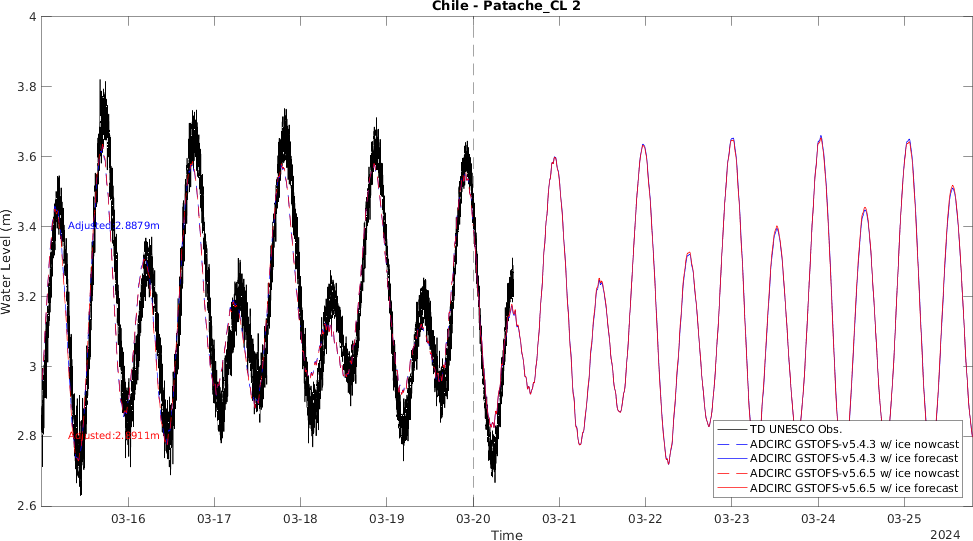 Chile - Patache_CL 2
4
3.8
3.6
3.4
3.2
3
2.8
2.6
Water Level (m)
Adjusted:2.8879m
03-16
03-17
03-18
03-19
03-20
03-21
03-22
03-23
03-24
03-25
Time
2024
TD UNESCO Obs.
ADCIRC GSTOFS-v5.4.3 w/ ice nowcast
ADCIRC GSTOFS-v5.4.3 w/ ice forecast
ADCIRC GSTOFS-v5.6.5 w/ ice nowcast
ADCIRC GSTOFS-v5.6.5 w/ ice forecast